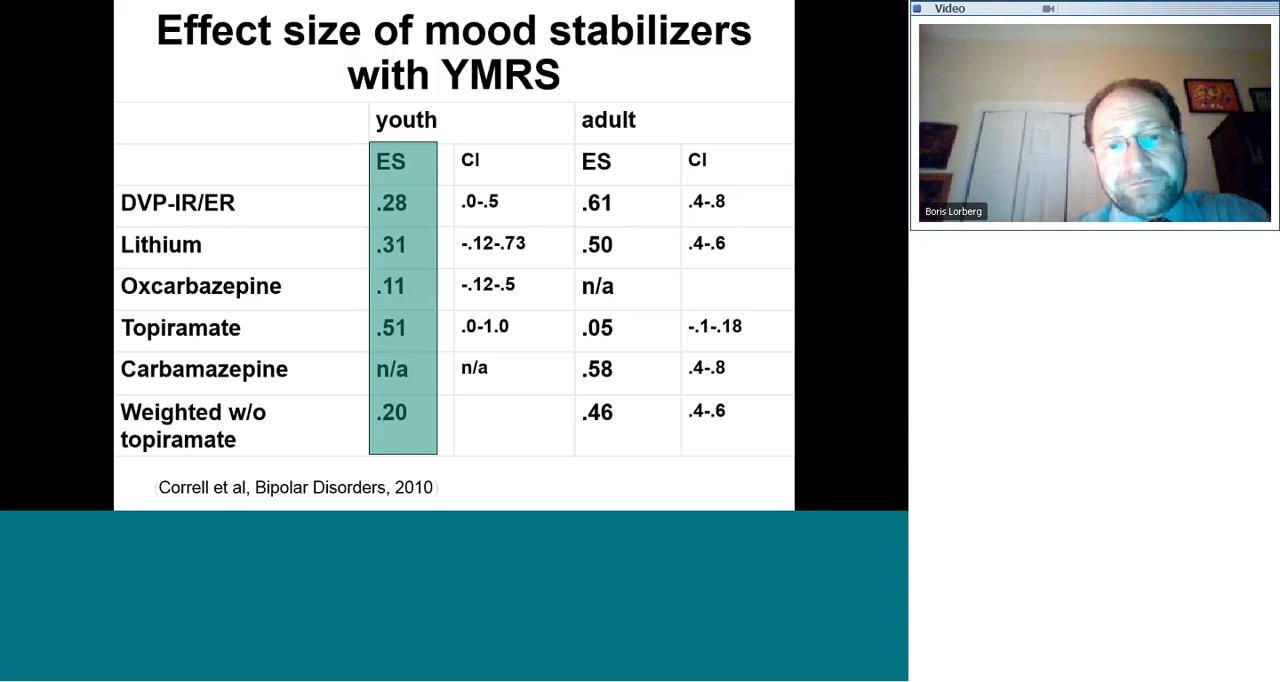 Effect size of mood stabilizers
with YMRS
youth adult
ES CI ES CI
DVP-IR/ER .28 .0-.5 .61 .4-.8
Lithium .31 -.12-.73 .50 .4-.6
Oxcarbazepine .11 -.12-.5 n/a
Topiramate .51 .0-1.0 .05 -.1-.18
Carbamazepine n/a n/a .58 .4-.8
Weighted w/o .20 .46 .4-.6
topiramate
(Correll et al, Bipolar Disorders, 2010)
Video
Boris Lorberg